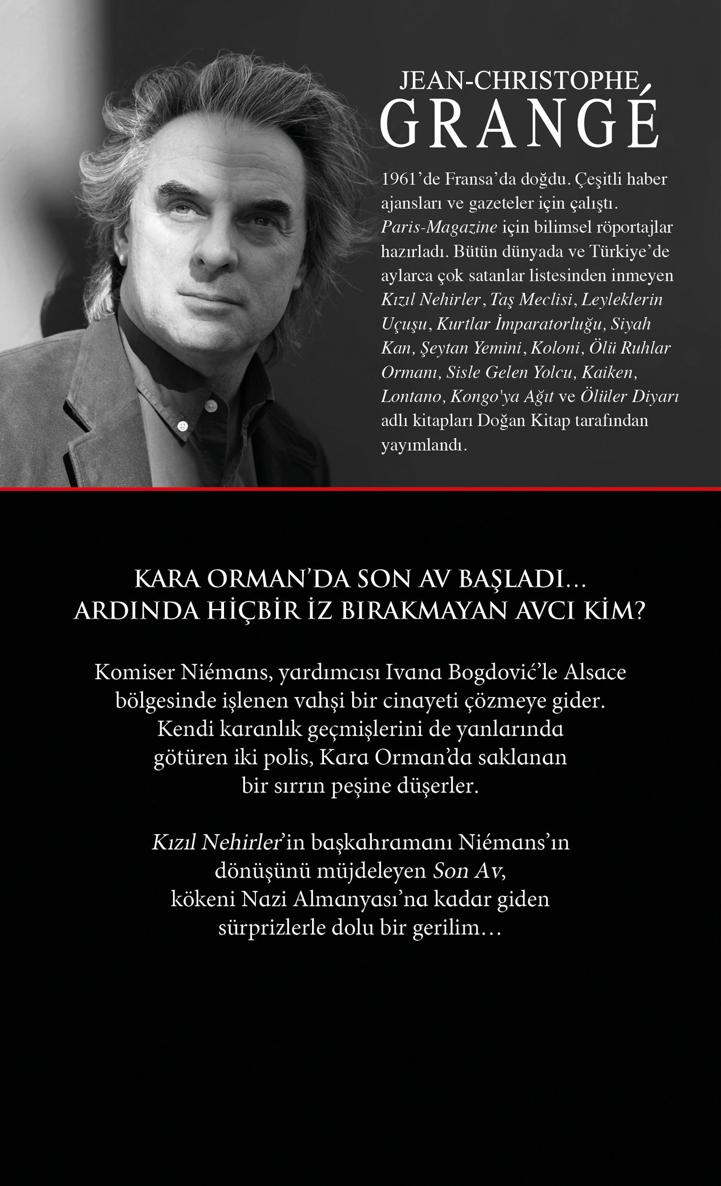 JEAN-CHRISTOPHE
GRANGÉ
1961’de Fransa’da doğdu. Çeşitli haber
ajansları ve gazeteler için çalıştı.
Paris-Magazine için bilimsel röportajlar
hazırladı. Bütün dünyada ve Türkiye’de
aylarca çok satanlar listesinden inmeyen
Kızıl Nehirler, Taş Meclisi, Leyleklerin
Uçuşu, Kurtlar İmparatorluğu, Siyah
Kan, Şeytan Yemini, Koloni, Ölü Ruhlar
Ormanı, Sisle Gelen Yolcu, Kaiken,
Lontano, Kongo'ya Ağıt ve Ölüler Diyarı
adlı kitapları Doğan Kitap tarafından
yayımlandı.
KARA ORMAN’DA SON AV BAŞLADI…
ARDINDA HİÇBİR İZ BIRAKMAYAN AVCI KİM?
Komiser Niémans, yardımcısı Ivana Bogdović’le Alsace
bölgesinde işlenen vahşi bir cinayeti çözmeye gider.
Kendi karanlık geçmişlerini de yanlarında
götüren iki polis, Kara Orman’da saklanan
bir sırrın peşine düşerler.
Kızıl Nehirler’in başkahramanı Niémans’ın
dönüşünü müjdeleyen Son Av,
kökeni Nazi Almanyası’na kadar giden
sürprizlerle dolu bir gerilim…